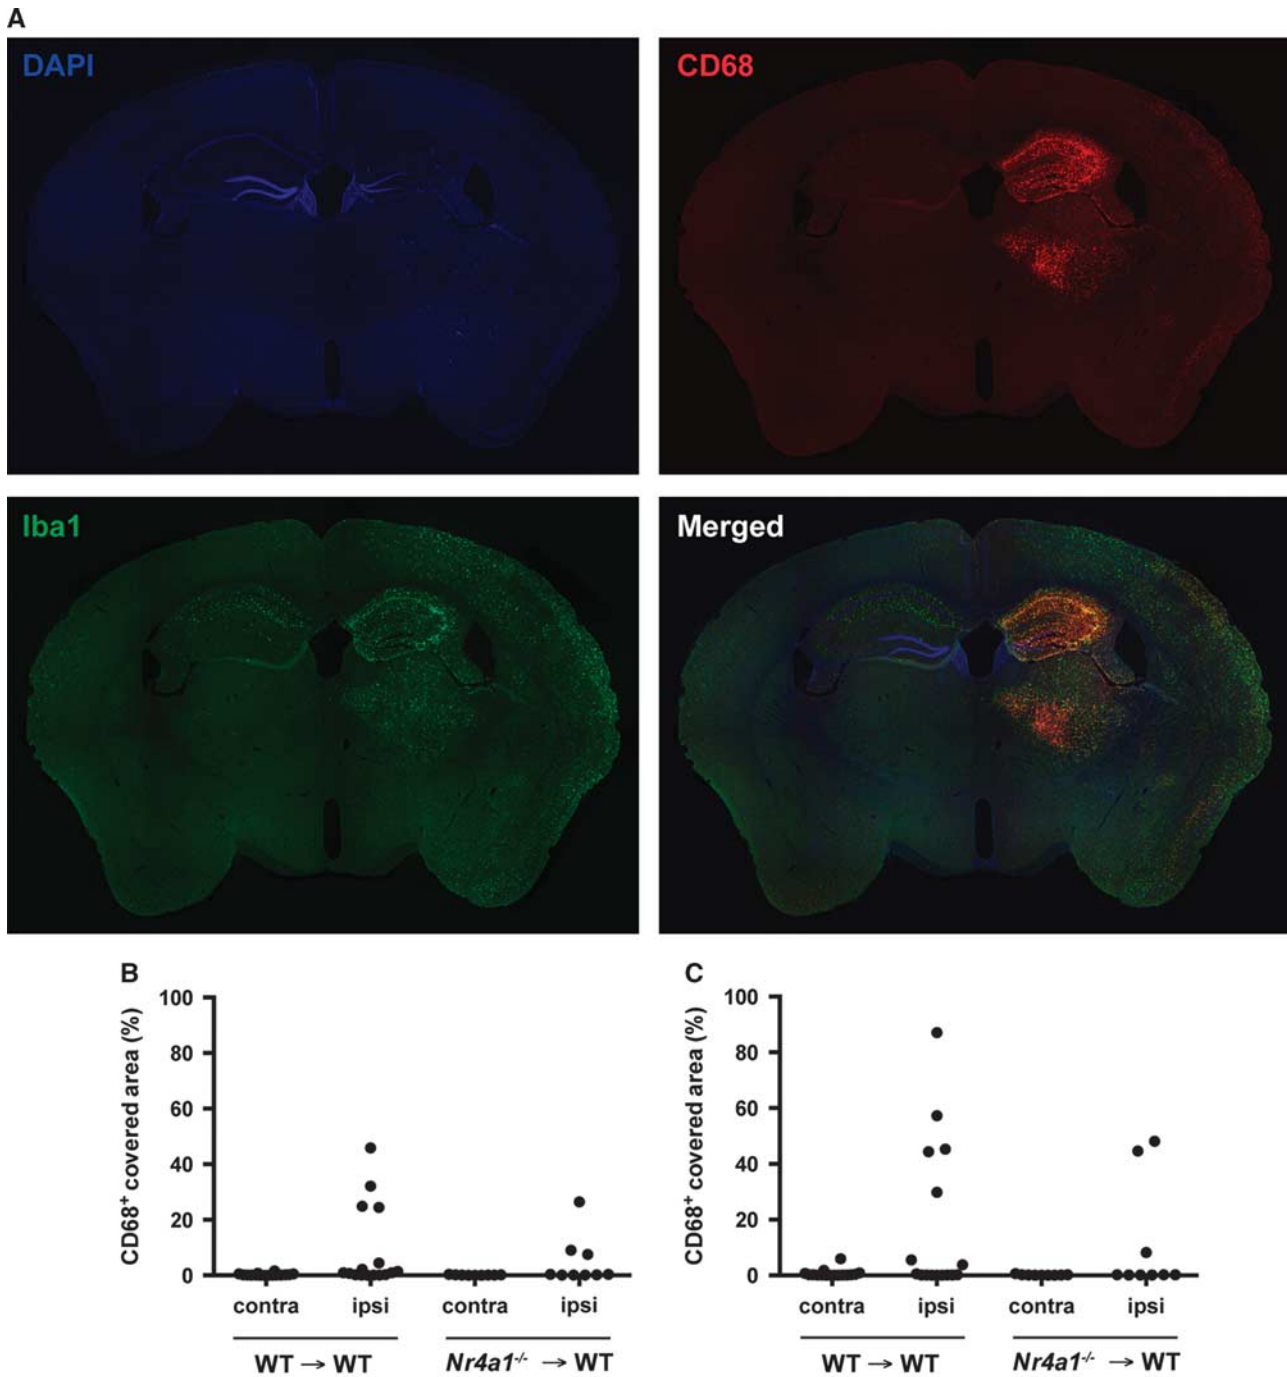 A
DAPI
CD68
Iba1
Merged
B
CD68⁺ covered area (%)
100
80
60
40
20
0
contra
ipsi
contra
ipsi
WT → WT
Nr4a1⁻/⁻ → WT
C
CD68⁺ covered area (%)
100
80
60
40
20
0
contra
ipsi
contra
ipsi
WT → WT
Nr4a1⁻/⁻ → WT